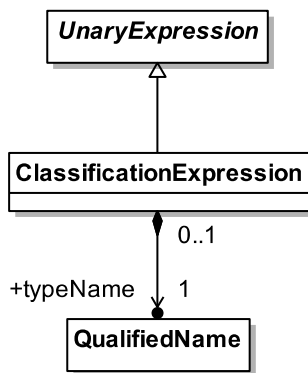 UnaryExpression
ClassificationExpression
0..1
+typeName 1
QualifiedName